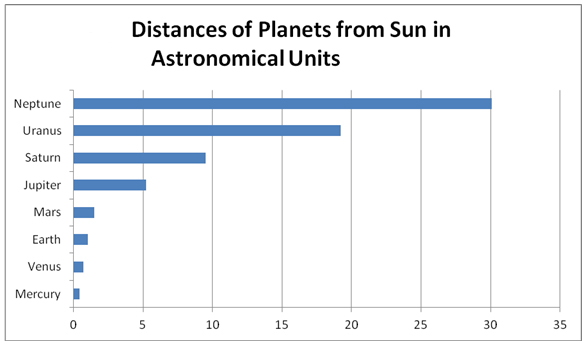 Distances of Planets from Sun in
Astronomical Units
Neptune
Uranus
Saturn
Jupiter
Mars
Earth
Venus
Mercury
0 5 10 15 20 25 30 35